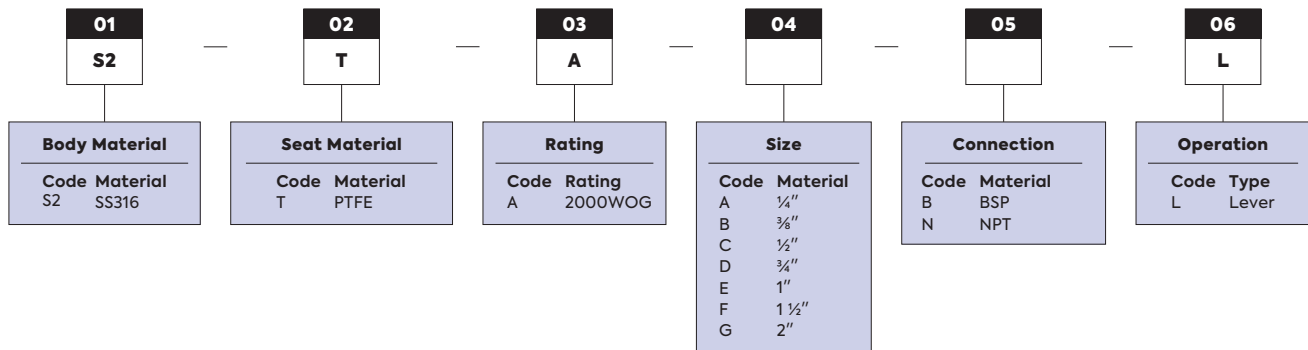 01 — 02 — 03 — 04 — 05 — 06
S2 T A L
Body Material
Code Material
S2 SS316
Seat Material
Code Material
T PTFE
Rating
Code Rating
A 2000WOG
Size
Code Material
A ¼"
B ⅜"
C ½"
D ¾"
E 1"
F 1 ½"
G 2"
Connection
Code Material
B BSP
N NPT
Operation
Code Type
L Lever